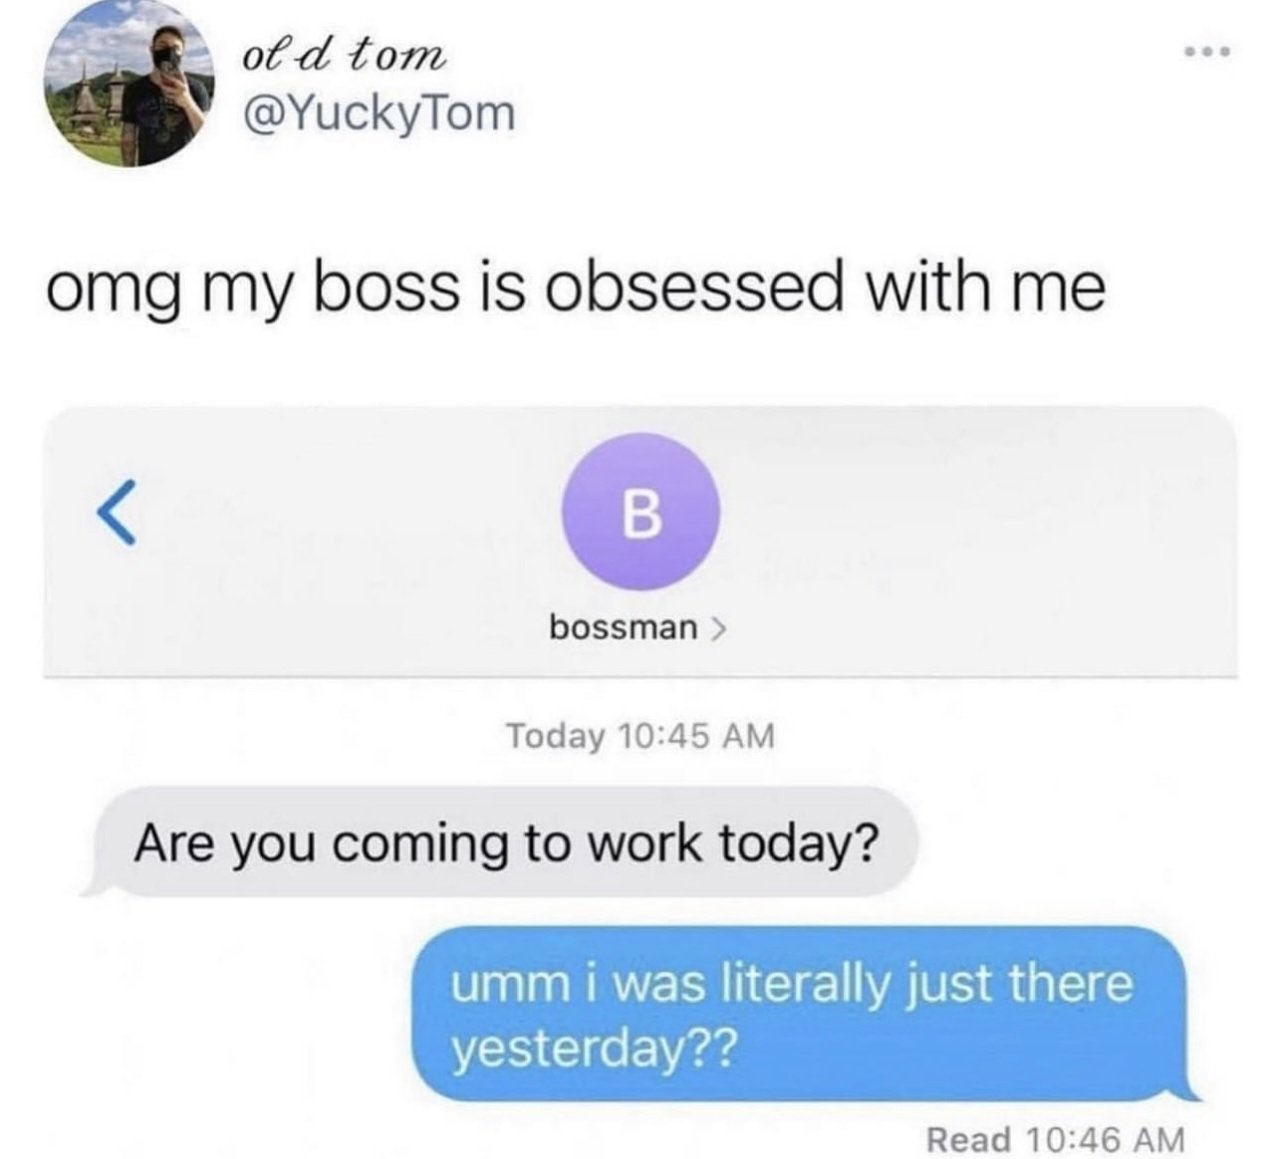 old tom
@YuckyTom
omg my boss is obsessed with me
B
bossman >
Today 10:45 AM
Are you coming to work today?
umm i was literally just there
yesterday??
Read 10:46 AM